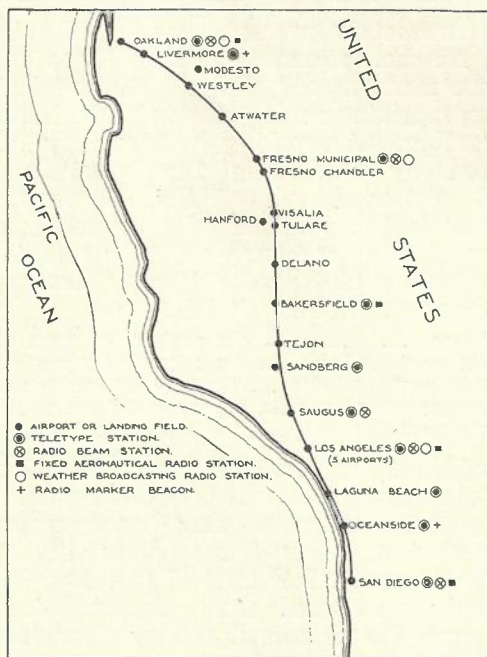 UNITED
STATES
PACIFIC
OCEAN
OAKLAND
LIVERMORE
MODESTO
WESTLEY
ATWATER
FRESNO MUNICIPAL
FRESNO CHANDLER
VISALIA
HANFORD
TULARE
DELANO
BAKERSFIELD
TEJON
SANDBERG
SAUGUS
LOS ANGELES
(5 AIRPORTS)
LAGUNA BEACH
OCEANSIDE
SAN DIEGO
AIRPORT OR LANDING FIELD.
TELETYPE STATION.
RADIO BEAM STATION.
FIXED AERONAUTICAL RADIO STATION.
WEATHER BROADCASTING RADIO STATION.
RADIO MARKER BEACON.